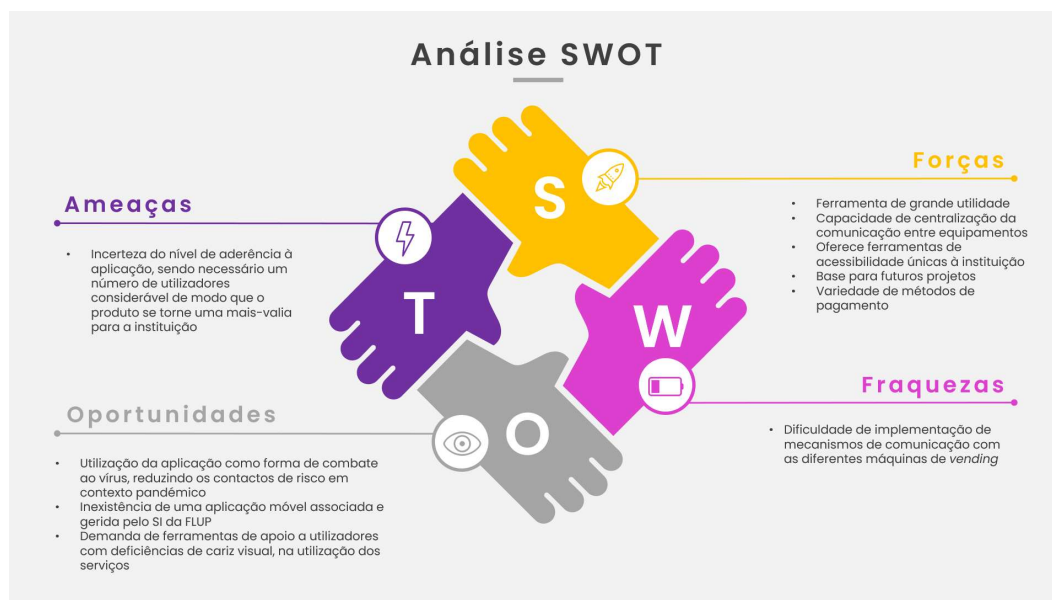 Análise SWOT
S
W
O
T
Forças
• Ferramenta de grande utilidade
• Capacidade de centralização da
comunicação entre equipamentos
• Oferece ferramentas de
acessibilidade únicas à instituição
• Base para futuros projetos
• Variedade de métodos de
pagamento
Ameaças
• Incerteza do nível de aderência à
aplicação, sendo necessário um
número de utilizadores
considerável de modo que o
produto se torne uma mais-valia
para a instituição
Fraquezas
• Dificuldade de implementação de
mecanismos de comunicação com
as diferentes máquinas de vending
Oportunidades
• Utilização da aplicação como forma de combate
ao vírus, reduzindo os contactos de risco em
contexto pandémico
• Inexistência de uma aplicação móvel associada e
gerida pelo SI da FLUP
• Demanda de ferramentas de apoio a utilizadores
com deficiências de cariz visual, na utilização dos
serviços